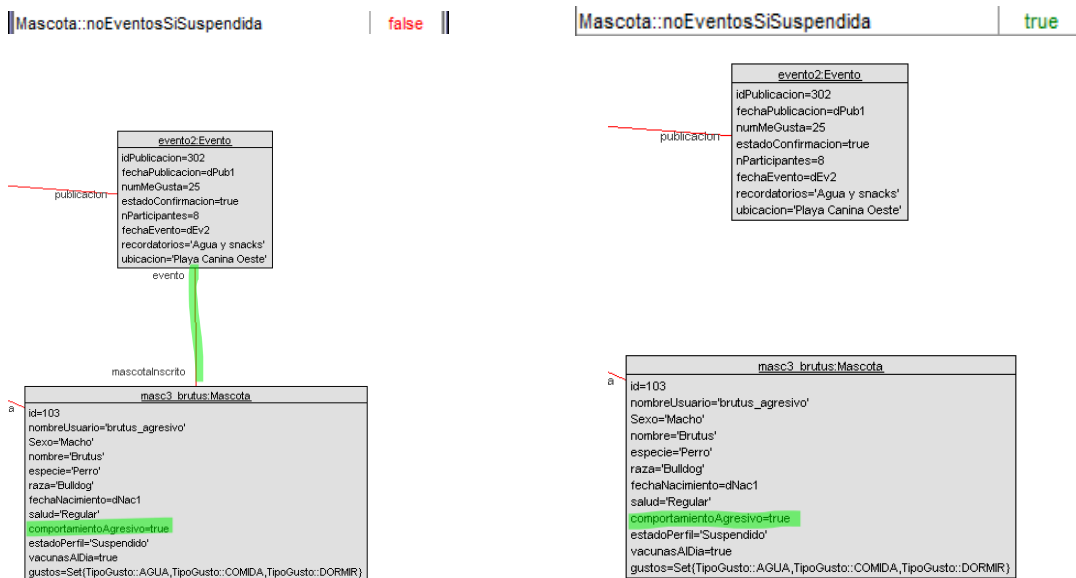 Mascota::noEventosSiSuspendida false
evento2:Evento
idPublicacion=302
fechaPublicacion=dPub1
numMeGusta=25
estadoConfirmacion=true
nParticipantes=8
fechaEvento=dEv2
recordatorios='Agua y snacks'
ubicacion='Playa Canina Oeste'
publicacion
evento
mascotaInscrito
a
masc3_brutus:Mascota
id=103
nombreUsuario='brutus_agresivo'
Sexo='Macho'
nombre='Brutus'
especie='Perro'
raza='Bulldog'
fechaNacimiento=dNac1
salud='Regular'
comportamientoAgresivo=true
estadoPerfil='Suspendido'
vacunasAlDia=true
gustos=Set{TipoGusto::AGUA,TipoGusto::COMIDA,TipoGusto::DORMIR}
Mascota::noEventosSiSuspendida true
evento2:Evento
idPublicacion=302
fechaPublicacion=dPub1
numMeGusta=25
estadoConfirmacion=true
nParticipantes=8
fechaEvento=dEv2
recordatorios='Agua y snacks'
ubicacion='Playa Canina Oeste'
publicacion
a
masc3_brutus:Mascota
id=103
nombreUsuario='brutus_agresivo'
Sexo='Macho'
nombre='Brutus'
especie='Perro'
raza='Bulldog'
fechaNacimiento=dNac1
salud='Regular'
comportamientoAgresivo=true
estadoPerfil='Suspendido'
vacunasAlDia=true
gustos=Set{TipoGusto::AGUA,TipoGusto::COMIDA,TipoGusto::DORMIR}